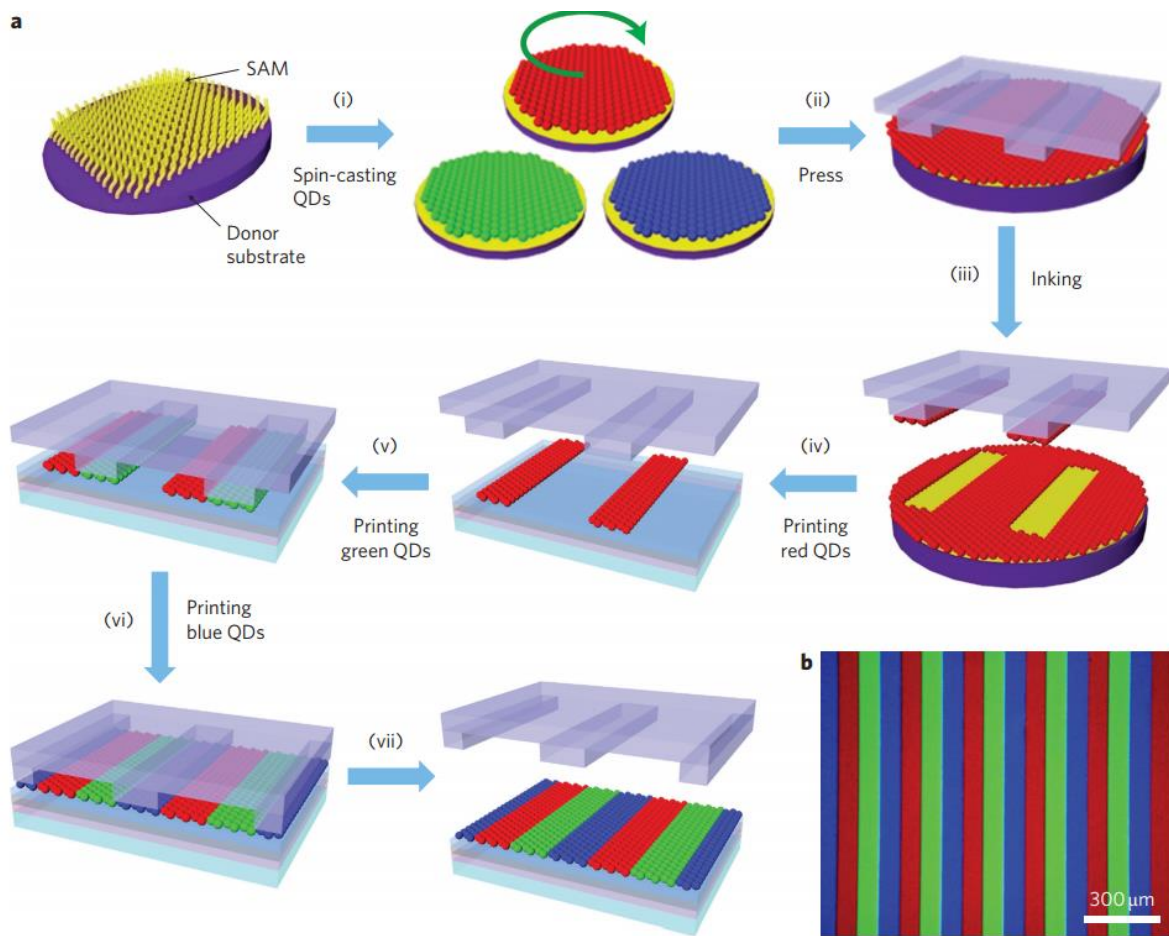 a
SAM
Donor
substrate
(i)
Spin-casting
QDs
(ii)
Press
(iii)
Inking
(iv)
Printing
red QDs
(v)
Printing
green QDs
(vi)
Printing
blue QDs
(vii)
b
300 μm